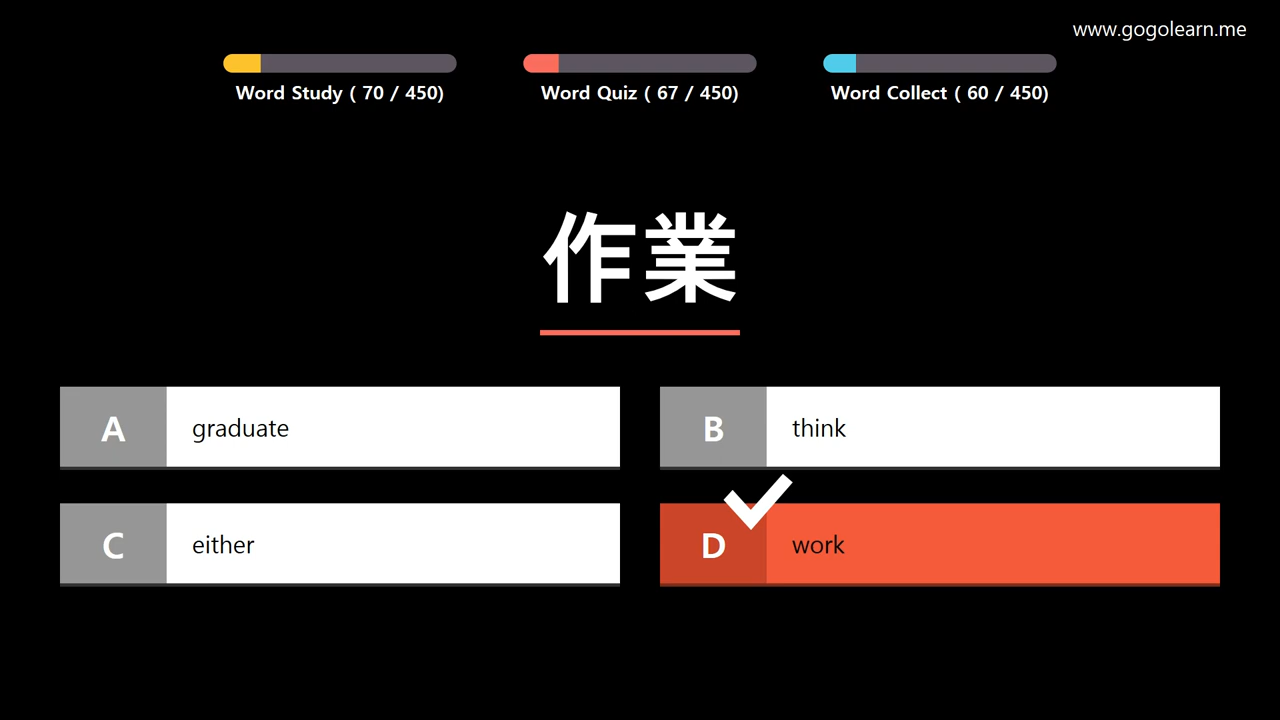 www.gogolearn.me
Word Study ( 70 / 450)
Word Quiz ( 67 / 450)
Word Collect ( 60 / 450)
作業
A graduate
B think
C either
D work